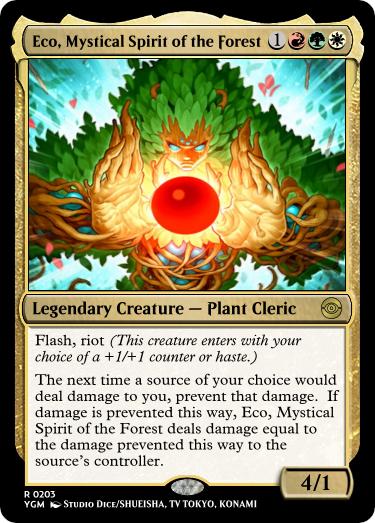 Eco, Mystical Spirit of the Forest 1
Legendary Creature — Plant Cleric
Flash, riot (This creature enters with your
choice of a +1/+1 counter or haste.)
The next time a source of your choice would
deal damage to you, prevent that damage.  If
damage is prevented this way, Eco, Mystical
Spirit of the Forest deals damage equal to
the damage prevented this way to the
source's controller.
4/1
R 0203
YGM Studio Dice/SHUEISHA, TV TOKYO, KONAMI